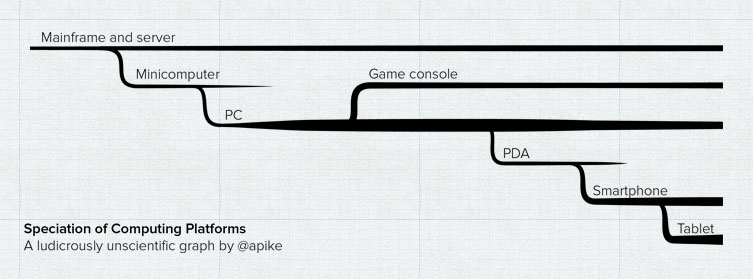 Mainframe and server
Minicomputer
Game console
PC
PDA
Smartphone
Tablet
Speciation of Computing Platforms
A ludicrously unscientific graph by @apike